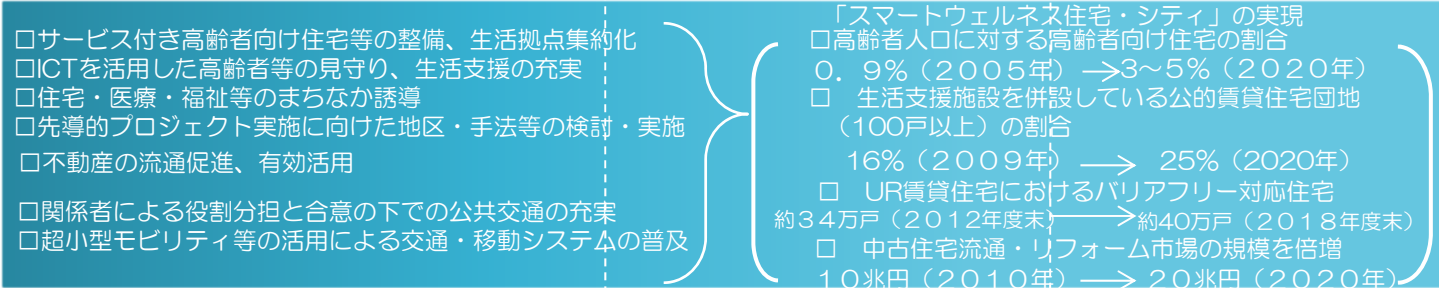 □サービス付き高齢者向け住宅等の整備、生活拠点集約化
□ICTを活用した高齢者等の見守り、生活支援の充実
□住宅・医療・福祉等のまちなか誘導
□先導的プロジェクト実施に向けた地区・手法等の検討・実施
□不動産の流通促進、有効活用
□関係者による役割分担と合意の下での公共交通の充実
□超小型モビリティ等の活用による交通・移動システムの普及
「スマートウェルネス住宅・シティ」の実現
□高齢者人口に対する高齢者向け住宅の割合
０．９％（２００５年）→3～５％（２０２０年）
□　生活支援施設を併設している公的賃貸住宅団地
（100戸以上）の割合
16％（２００９年）→ 25％（2020年）
□　UR賃貸住宅におけるバリアフリー対応住宅
約３４万戸（２０１２年度末）→約40万戸（２０１８年度末）
□　中古住宅流通・リフォーム市場の規模を倍増
１０兆円（２０１０年）→２０兆円（２０２０年）